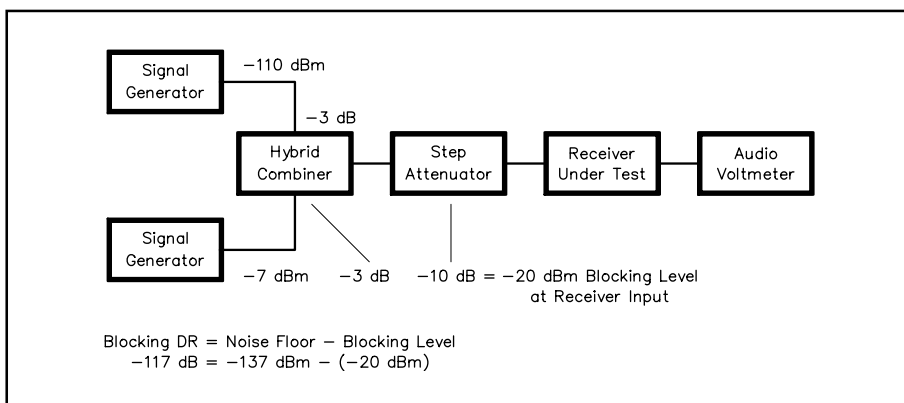 Signal
Generator
−110 dBm
−3 dB
Hybrid
Combiner
Step
Attenuator
Receiver
Under Test
Audio
Voltmeter
Signal
Generator
−7 dBm
−3 dB
−10 dB = −20 dBm Blocking Level
at Receiver Input
Blocking DR = Noise Floor − Blocking Level
−117 dB = −137 dBm − (−20 dBm)